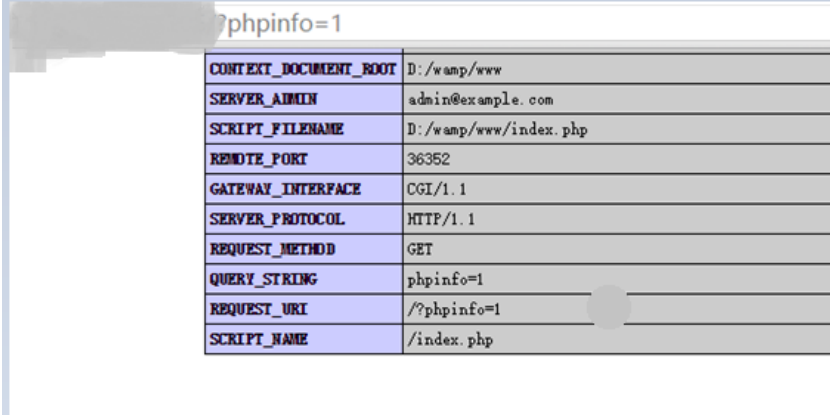 ?phpinfo=1
CONTEXT_DOCUMENT_ROOT D:/wamp/www
SERVER_ADMIN admin@example.com
SCRIPT_FILENAME D:/wamp/www/index.php
REMOTE_PORT 36352
GATEWAY_INTERFACE CGI/1.1
SERVER_PROTOCOL HTTP/1.1
REQUEST_METHOD GET
QUERY_STRING phpinfo=1
REQUEST_URI /?phpinfo=1
SCRIPT_NAME /index.php